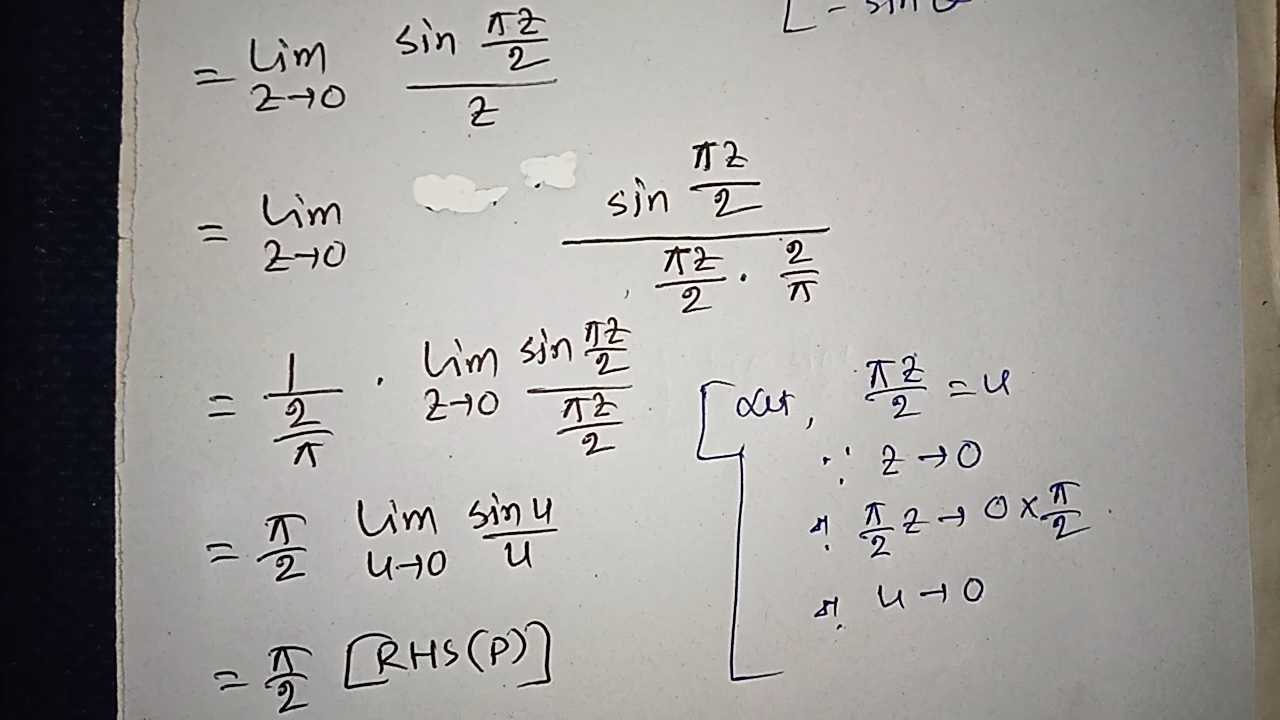 [- sin
= lim z→0 (sin πz/2)/z
= lim z→0 (sin πz/2)/(πz/2 · 2/π)
= 1/(2/π) · lim z→0 (sin πz/2)/(πz/2)
[ , πz/2 = u
∵ z→0
π/2 z → 0 × π/2
u → 0
= π/2 lim u→0 sin u/u
= π/2 [RHS(P)]